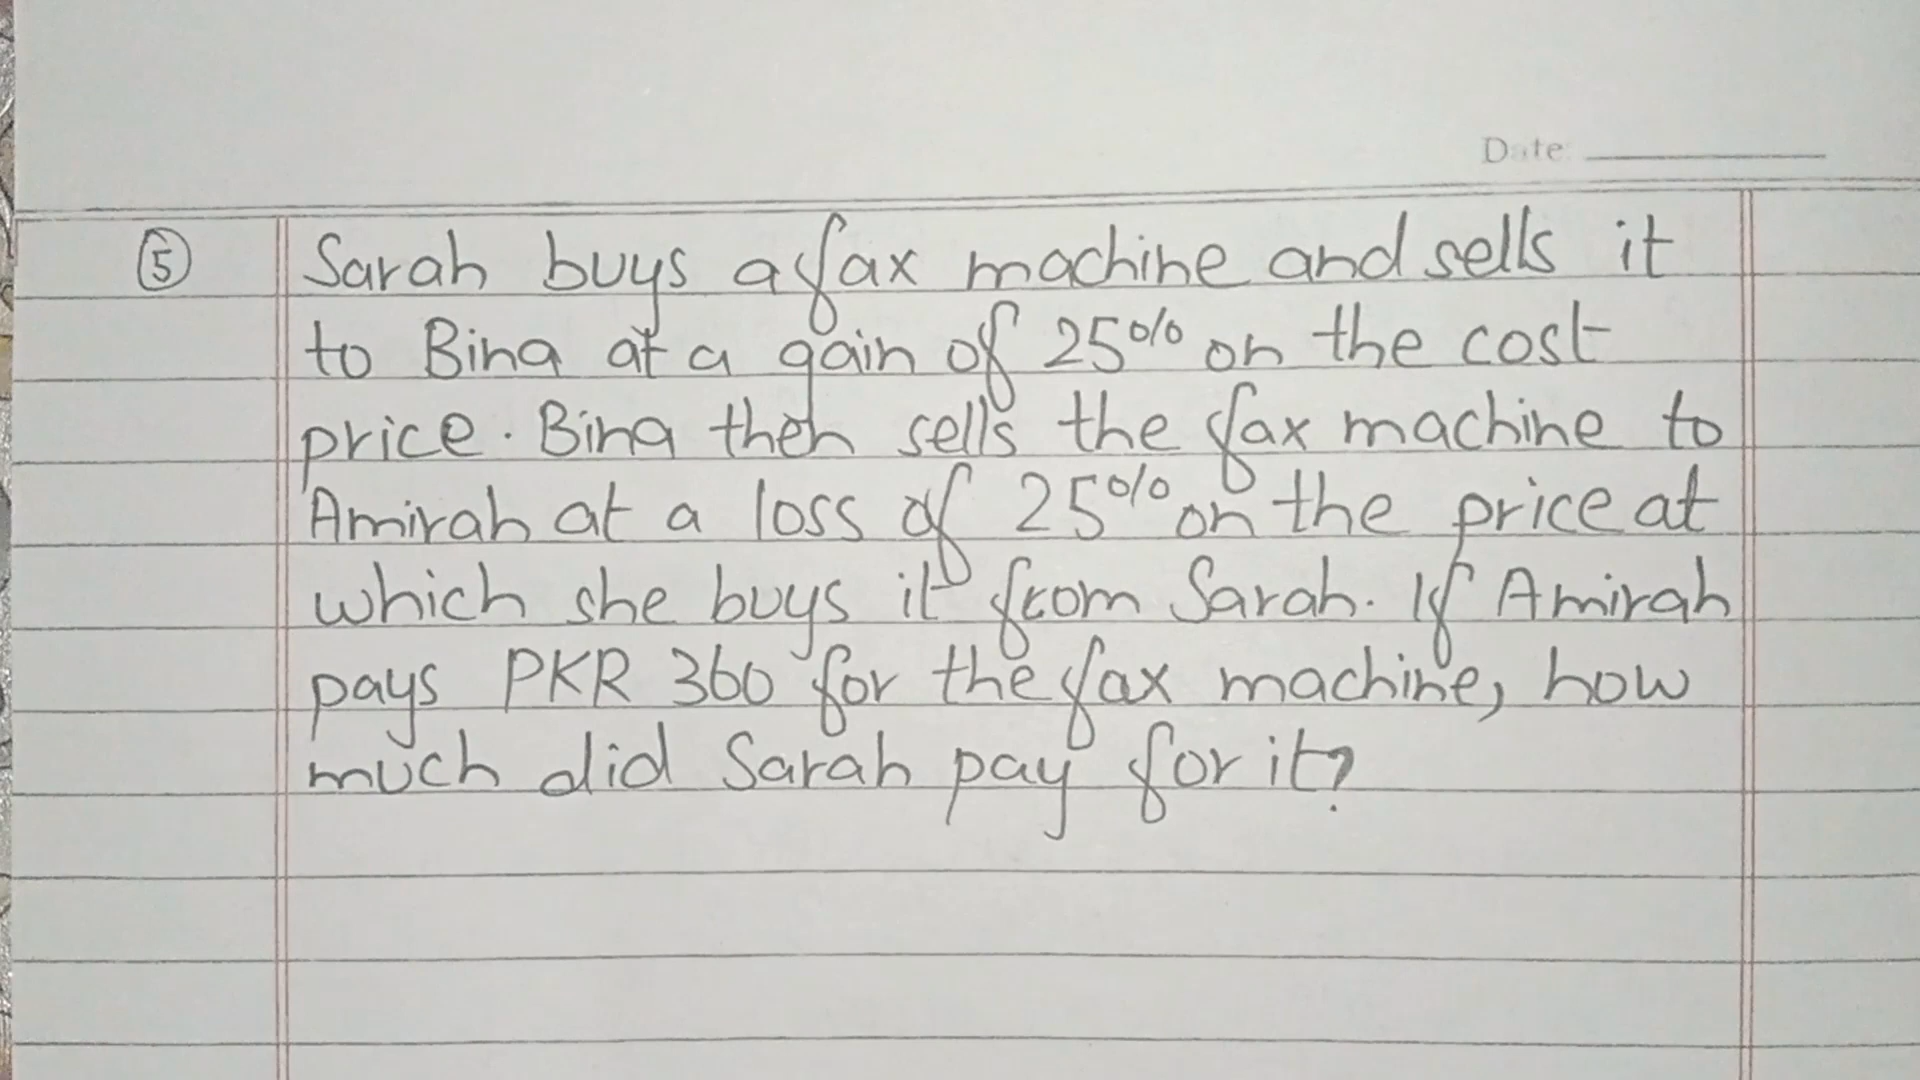 Date:
5 Sarah buys a fax machine and sells it
to Bina at a gain of 25% on the cost
price. Bina then sells the fax machine to
Amirah at a loss of 25% on the price at
which she buys it from Sarah. If Amirah
pays PKR 360 for the fax machine, how
much did Sarah pay for it?